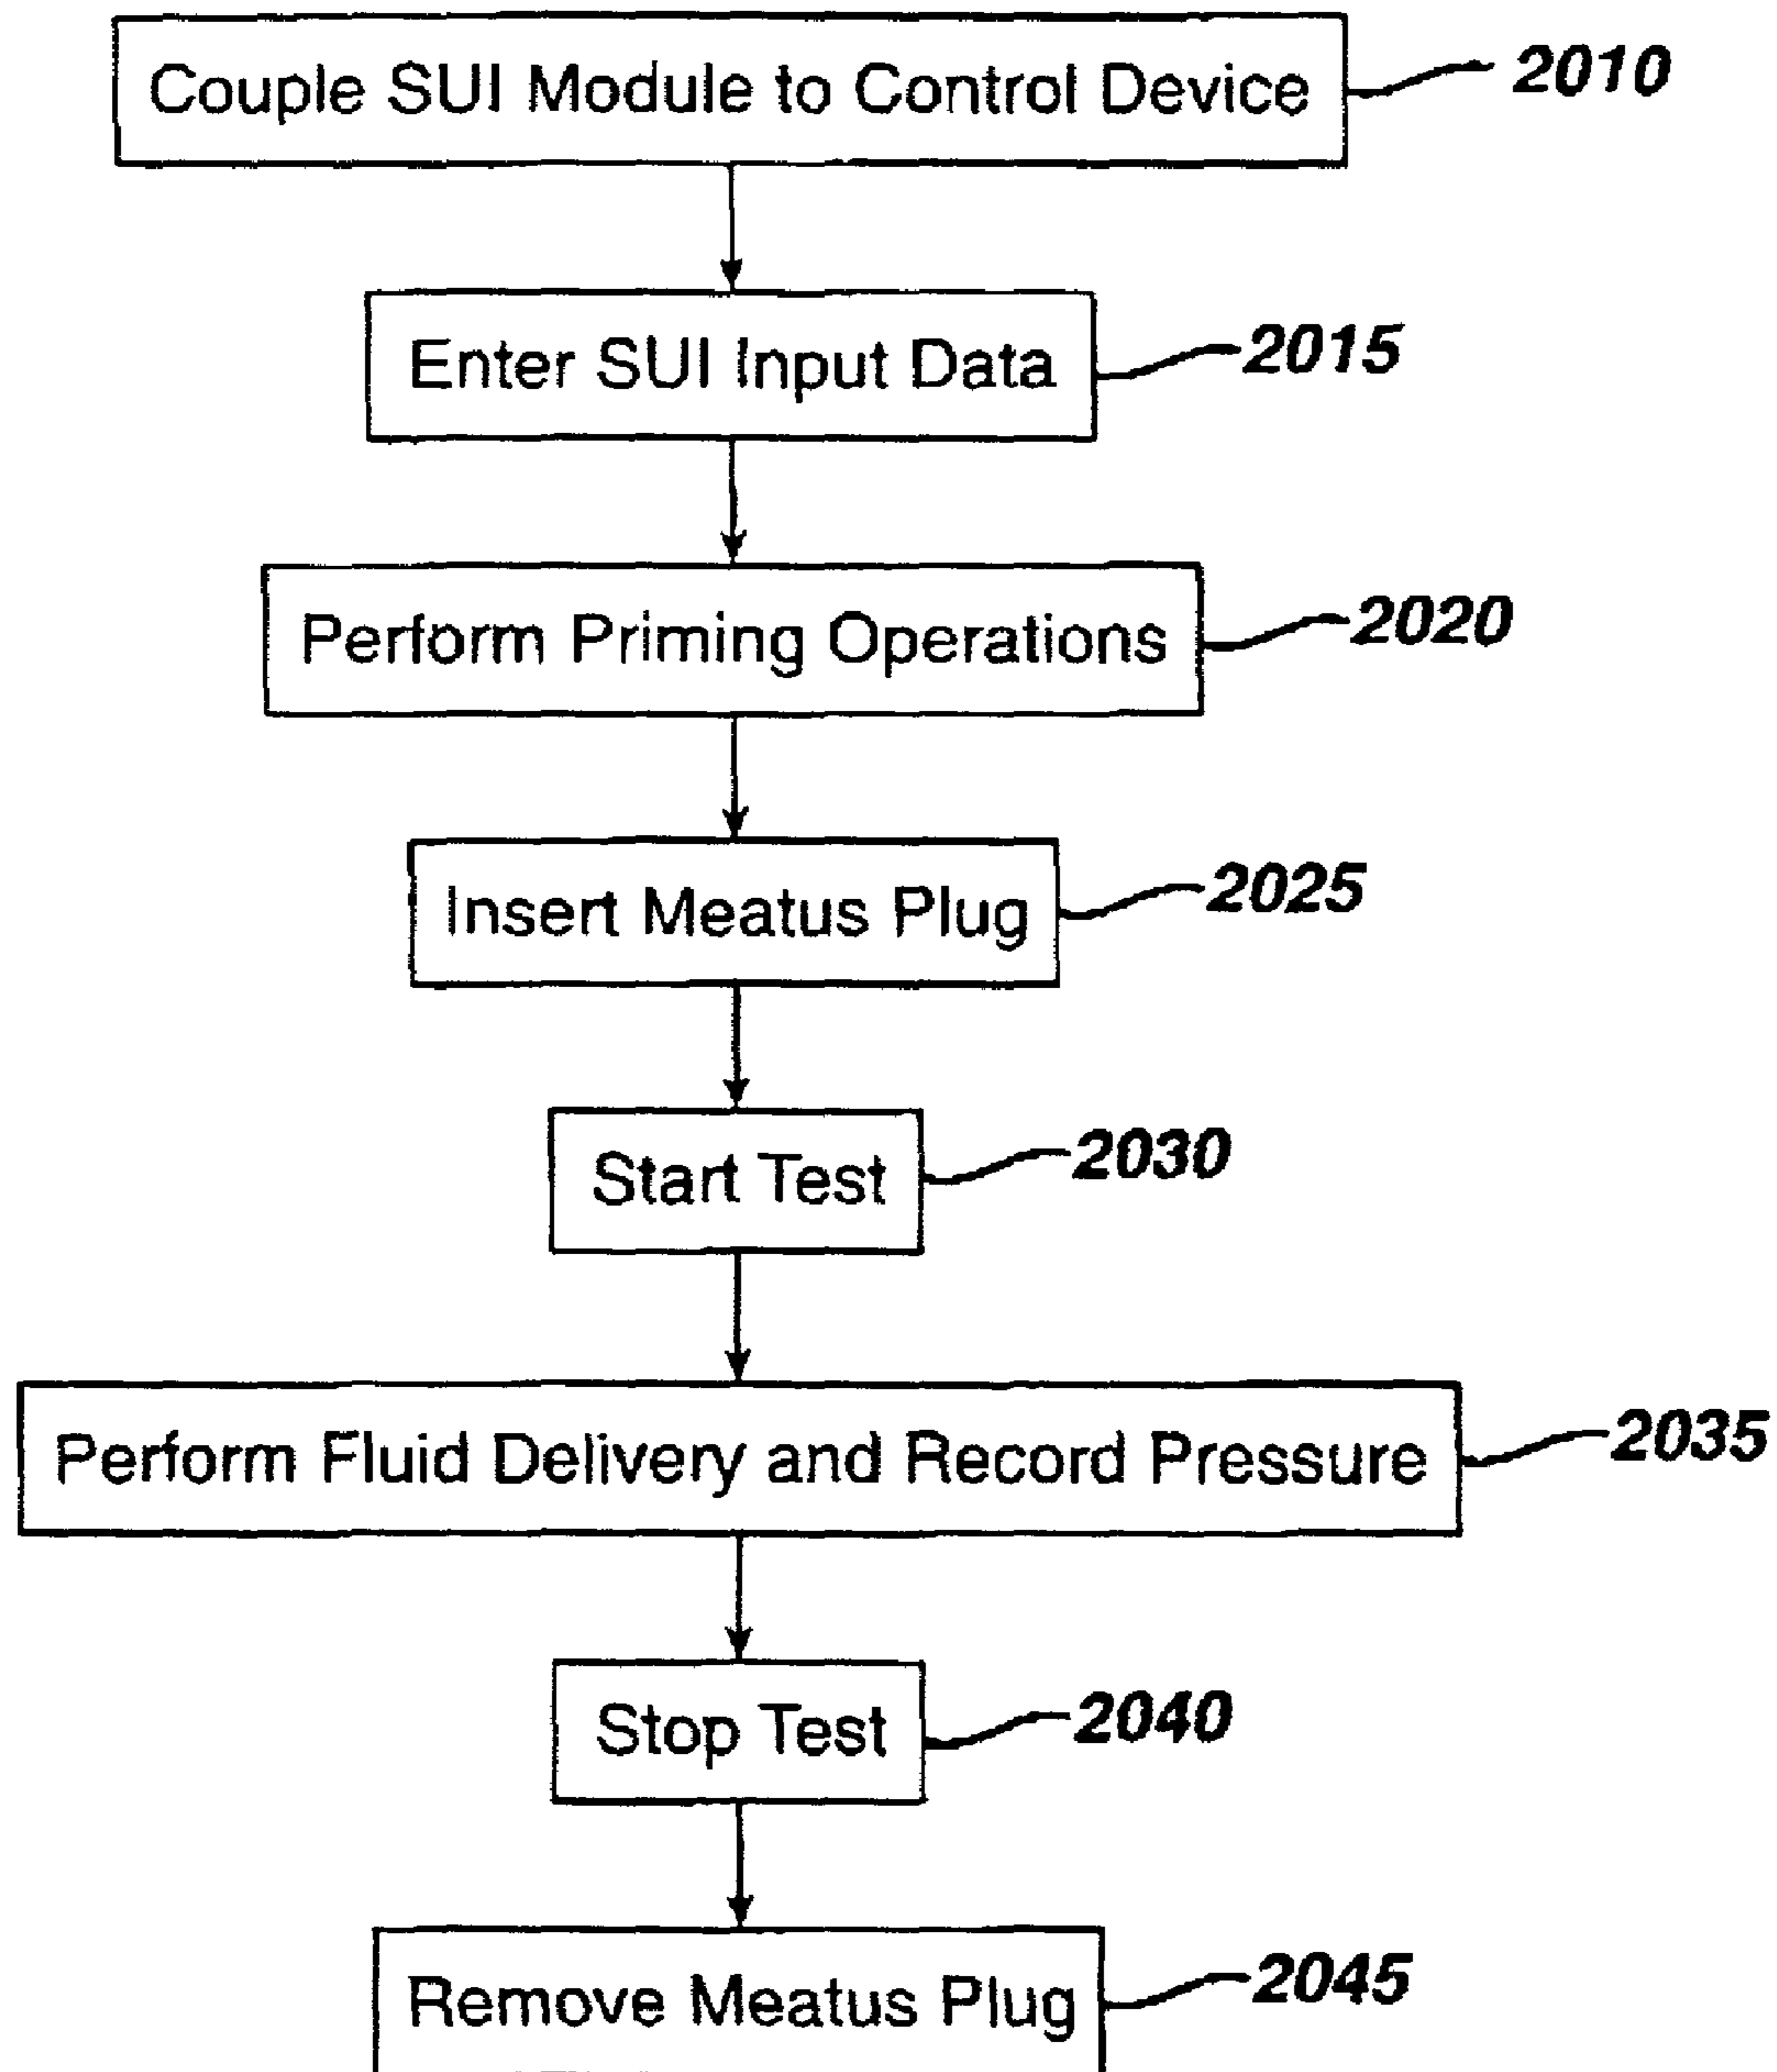 Couple SUI Module to Control Device 2010
Enter SUI Input Data 2015
Perform Priming Operations 2020
Insert Meatus Plug 2025
Start Test 2030
Perform Fluid Delivery and Record Pressure 2035
Stop Test 2040
Remove Meatus Plug 2045